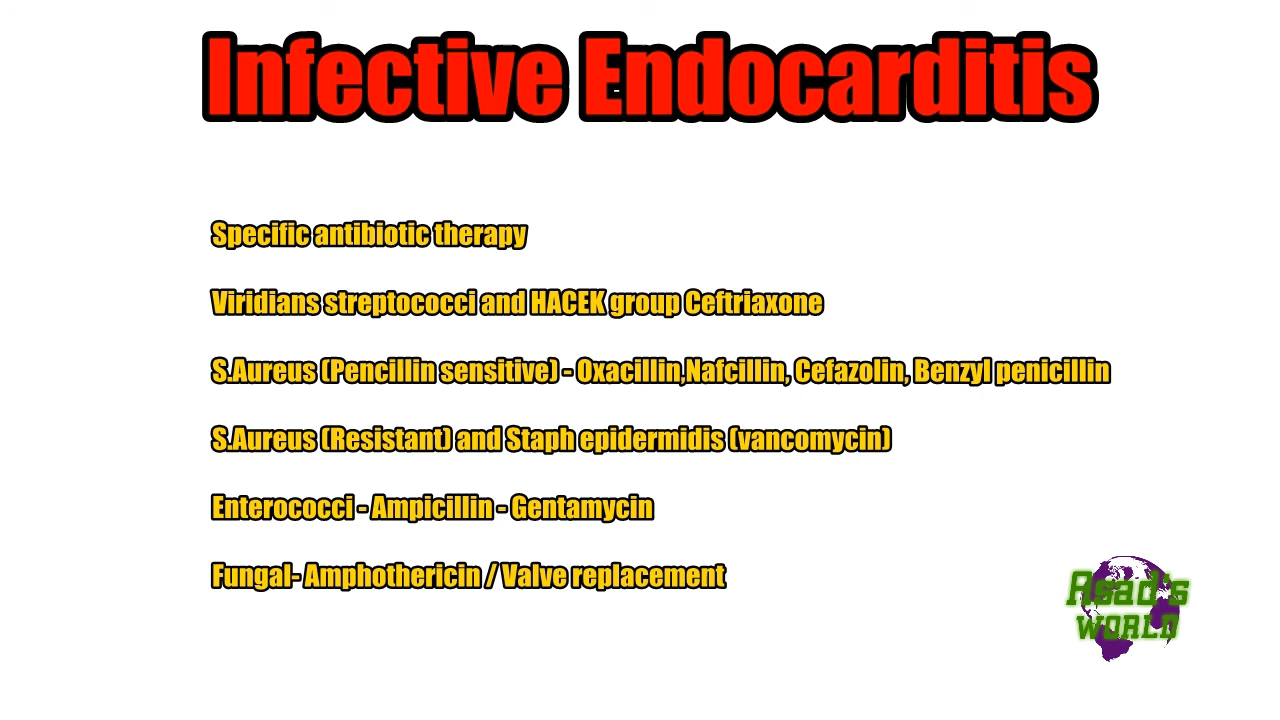 Infective Endocarditis
Specific antibiotic therapy
Viridians streptococci and HACEK group Ceftriaxone
S.Aureus (Pencillin sensitive) - Oxacillin,Nafcillin, Cefazolin, Benzyl penicillin
S.Aureus (Resistant) and Staph epidermidis (vancomycin)
Enterococci - Ampicillin - Gentamycin
Fungal- Amphothericin / Valve replacement
Asad's
WORLD